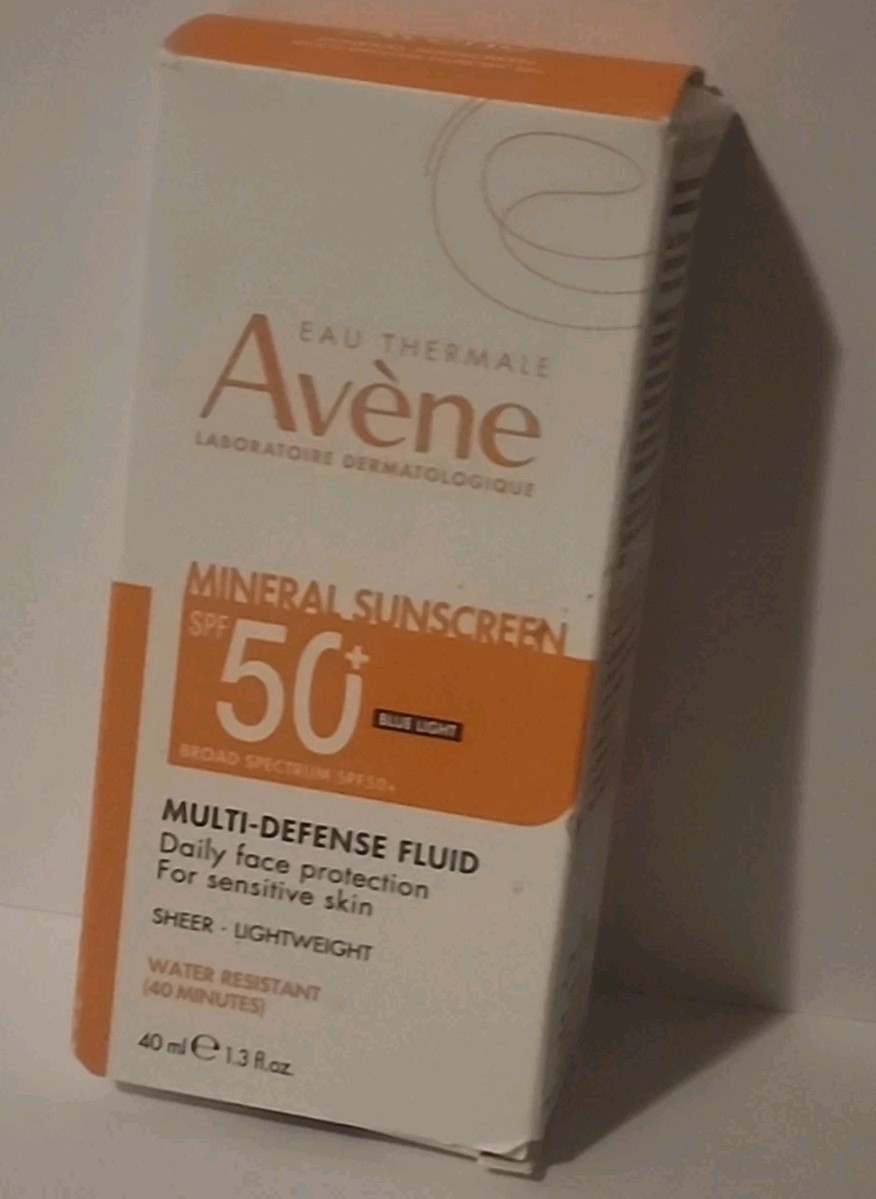 EAU THERMALE
Avène
LABORATOIRE DERMATOLOGIQUE
MINERAL SUNSCREEN
SPF 50+
BLUE LIGHT
BROAD SPECTRUM SPF50+
MULTI-DEFENSE FLUID
Daily face protection
For sensitive skin
SHEER - LIGHTWEIGHT
WATER RESISTANT
(40 MINUTES)
40 ml e 1.3 fl.oz.